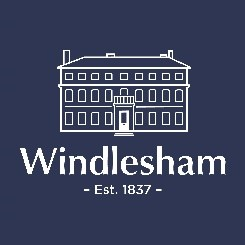 Windlesham
– Est. 1837 –